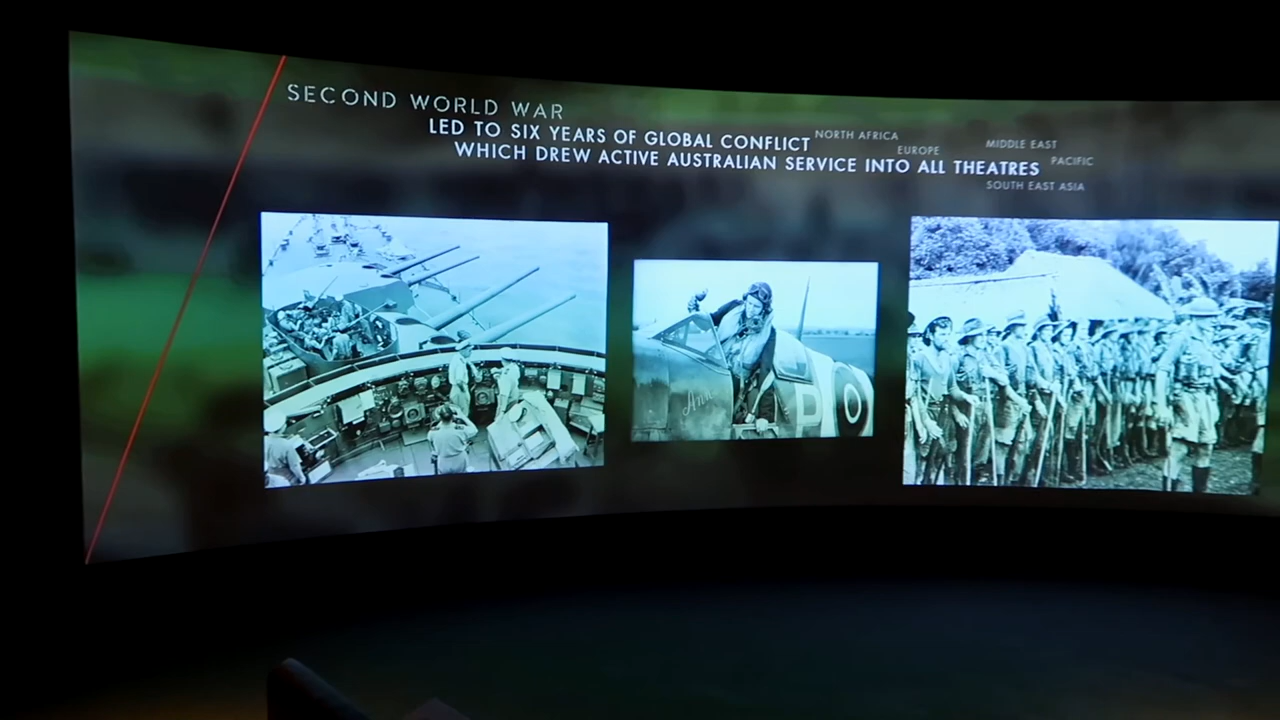 SECOND WORLD WAR
LED TO SIX YEARS OF GLOBAL CONFLICT
WHICH DREW ACTIVE AUSTRALIAN SERVICE INTO ALL THEATRES
NORTH AFRICA
EUROPE
MIDDLE EAST
PACIFIC
SOUTH EAST ASIA
Ann
P